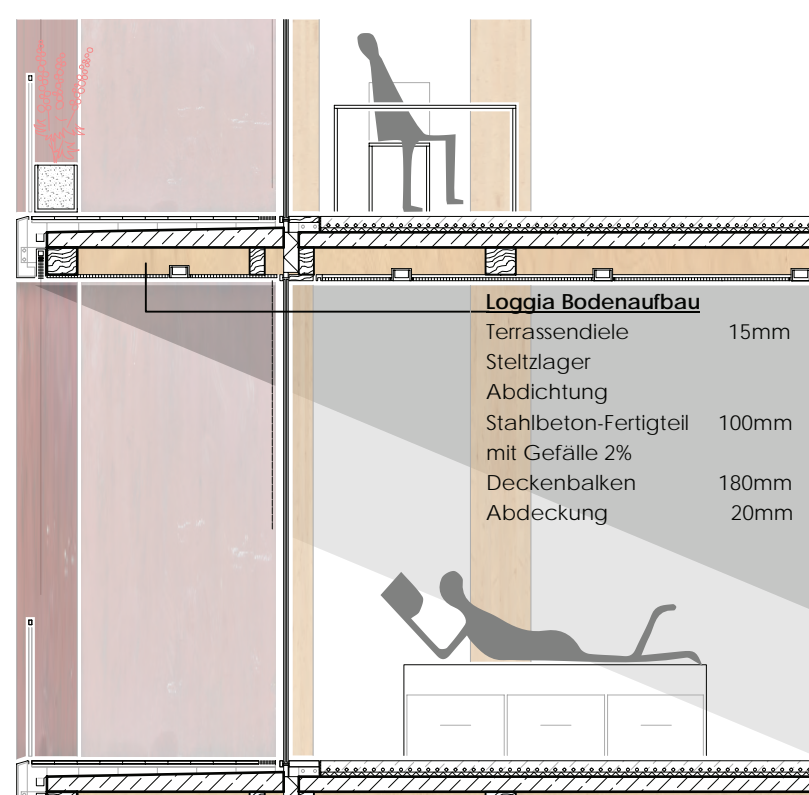 Loggia Bodenaufbau
Terrassendiele 15mm
Steltzlager
Abdichtung
Stahlbeton-Fertigteil 100mm
mit Gefälle 2%
Deckenbalken 180mm
Abdeckung 20mm